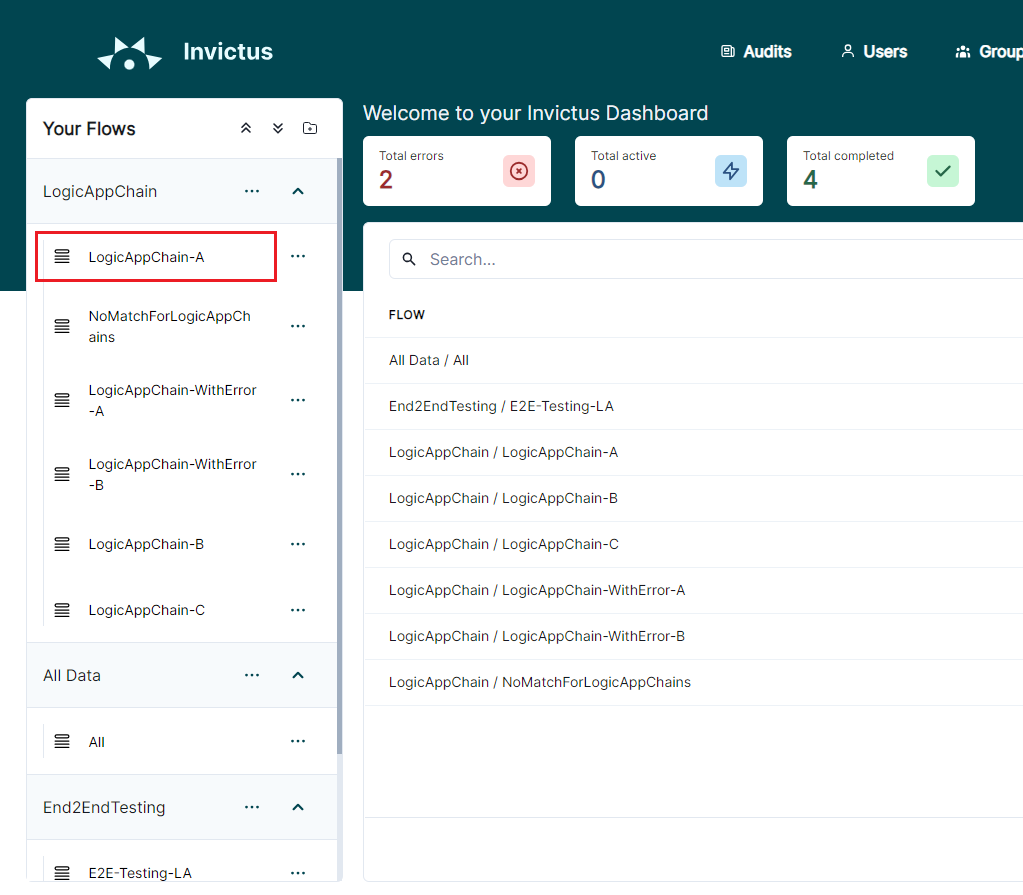 Invictus
Audits
Users
Group
Your Flows
LogicAppChain
LogicAppChain-A
NoMatchForLogicAppCh
ains
LogicAppChain-WithError
-A
LogicAppChain-WithError
-B
LogicAppChain-B
LogicAppChain-C
All Data
All
End2EndTesting
E2E-Testing-LA
Welcome to your Invictus Dashboard
Total errors
2
Total active
0
Total completed
4
Search...
FLOW
All Data / All
End2EndTesting / E2E-Testing-LA
LogicAppChain / LogicAppChain-A
LogicAppChain / LogicAppChain-B
LogicAppChain / LogicAppChain-C
LogicAppChain / LogicAppChain-WithError-A
LogicAppChain / LogicAppChain-WithError-B
LogicAppChain / NoMatchForLogicAppChains